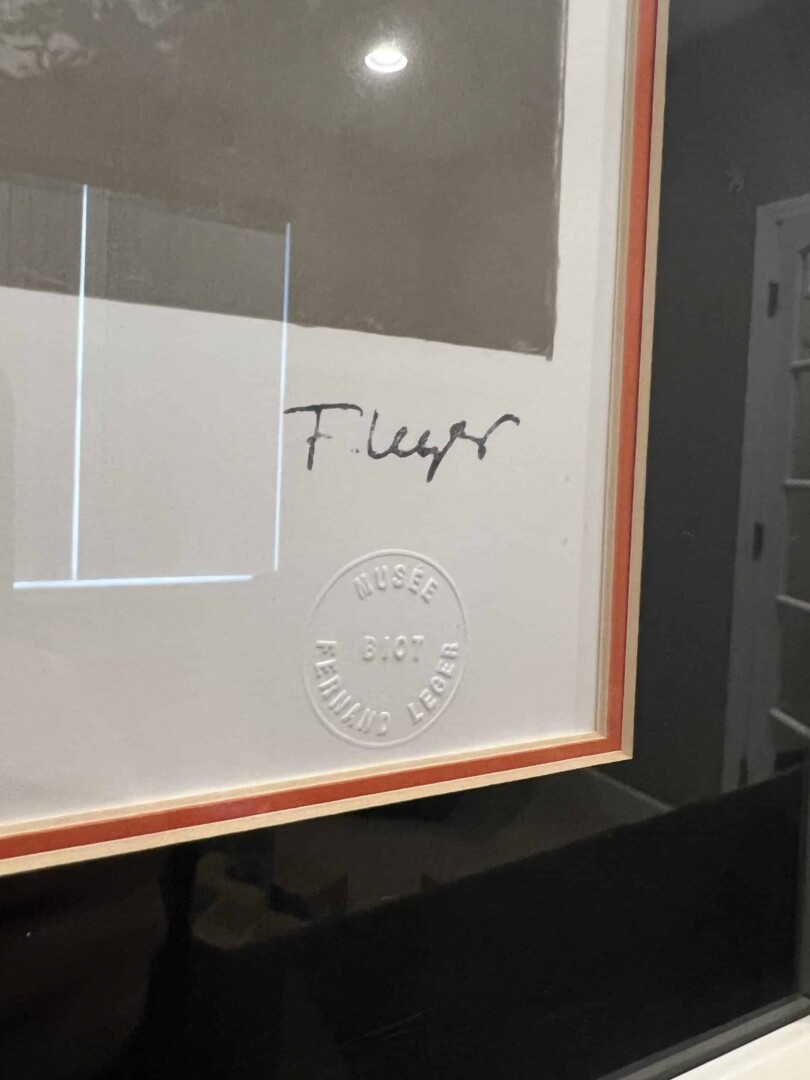 F. Leger
MUSÉE
BIOT
FERNAND LEGER